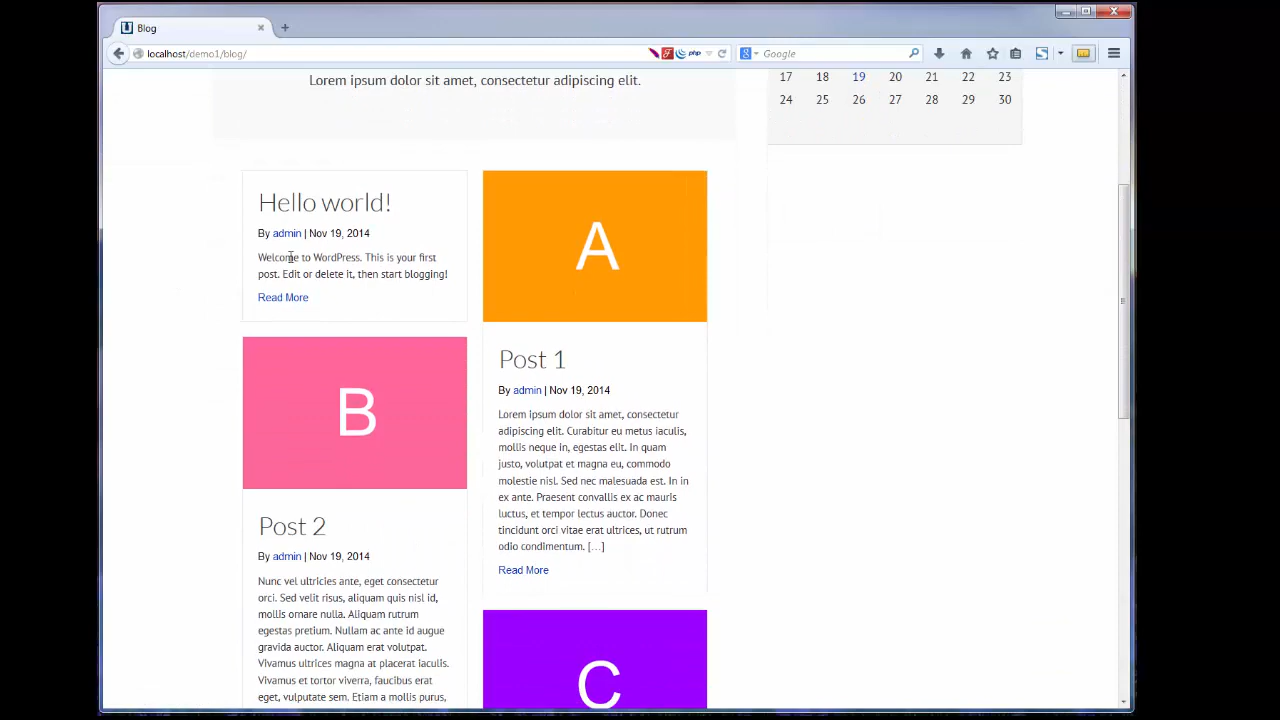 Blog
localhost/demo1/blog/
php
Google
Lorem ipsum dolor sit amet, consectetur adipiscing elit.
17 18 19 20 21 22 23
24 25 26 27 28 29 30
Hello world!
By admin | Nov 19, 2014
Welcome to WordPress. This is your first
post. Edit or delete it, then start blogging!
Read More
B
Post 2
By admin | Nov 19, 2014
Nunc vel ultricies ante, eget consectetur
orci. Sed velit risus, aliquam quis nisl id,
mollis ornare nulla. Aliquam rutrum
egestas pretium. Nullam ac ante id augue
gravida auctor. Aliquam erat volutpat.
Vivamus ultrices magna at placerat iaculis.
Vivamus et tortor viverra, faucibus erat
eget, vulputate sem. Etiam a mollis purus,
A
Post 1
By admin | Nov 19, 2014
Lorem ipsum dolor sit amet, consectetur
adipiscing elit. Curabitur eu metus iaculis,
mollis neque in, egestas elit. In quam
justo, volutpat et magna eu, commodo
molestie nisl. Sed nec malesuada est. In in
ex ante. Praesent convallis ex ac mauris
luctus, et tempor lectus auctor. Donec
tincidunt orci vitae erat ultrices, ut rutrum
odio condimentum. […]
Read More
C